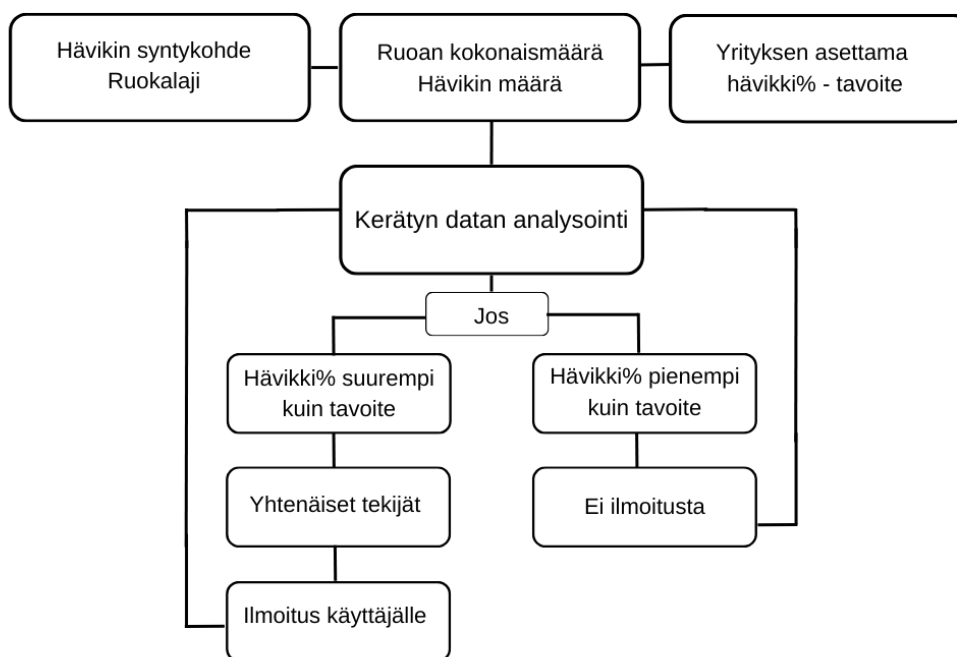 Hävikin syntykohde
Ruokalaji
Ruoan kokonaismäärä
Hävikin määrä
Yrityksen asettama
hävikki% - tavoite
Kerätyn datan analysointi
Jos
Hävikki% suurempi
kuin tavoite
Hävikki% pienempi
kuin tavoite
Yhtenäiset tekijät
Ei ilmoitusta
Ilmoitus käyttäjälle